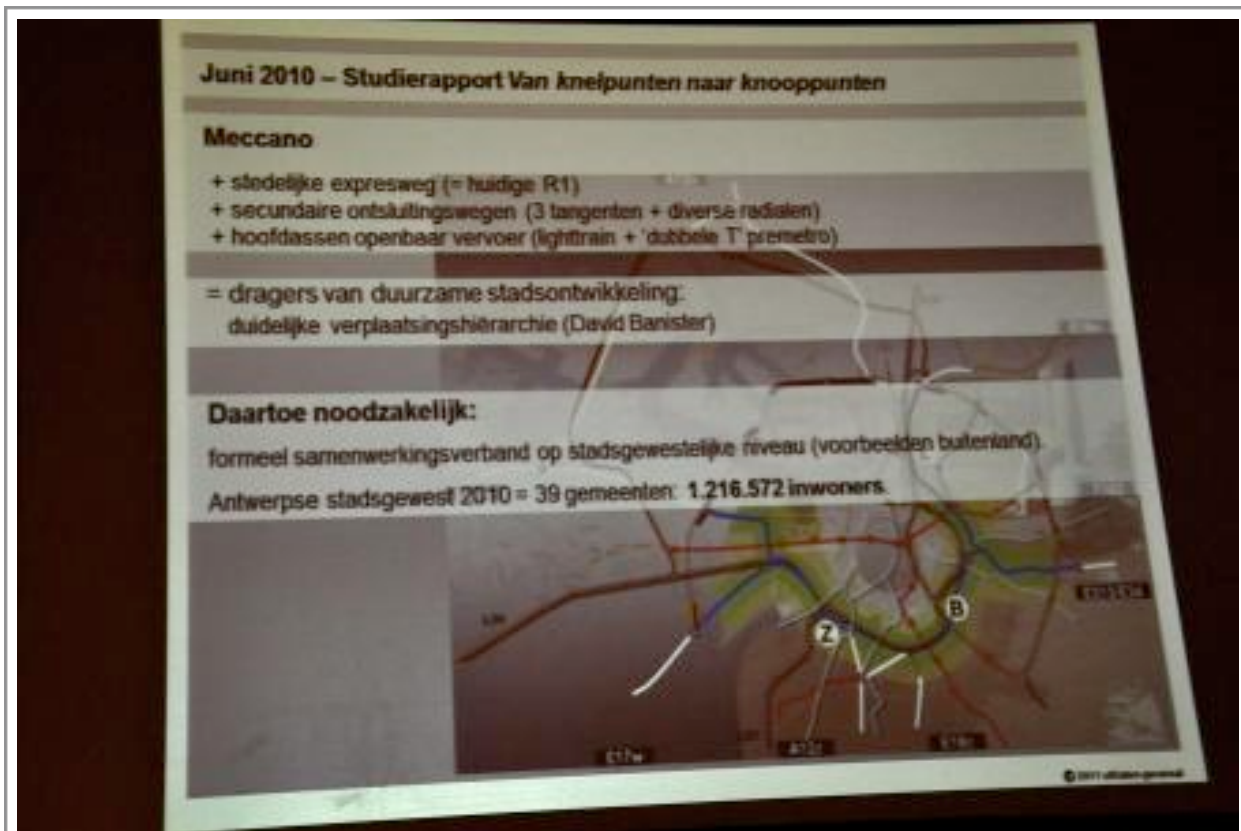 Juni 2010 – Studierapport Van knelpunten naar knooppunten
Meccano
+ stedelijke expresweg (= huidige R1)
+ secundaire ontsluitingswegen (3 tangenten + diverse radialen)
+ hoofdassen openbaar vervoer (lighttrain + 'dubbele T' premetro)
= dragers van duurzame stadsontwikkeling:
duidelijke verplaatsingshiërarchie (David Banister)
Daartoe noodzakelijk:
formeel samenwerkingsverband op stadsgewestelijke niveau (voorbeelden buitenland)
Antwerpse stadsgewest 2010 = 39 gemeenten: 1.216.572 inwoners.
B
Z
E17w
© 2011